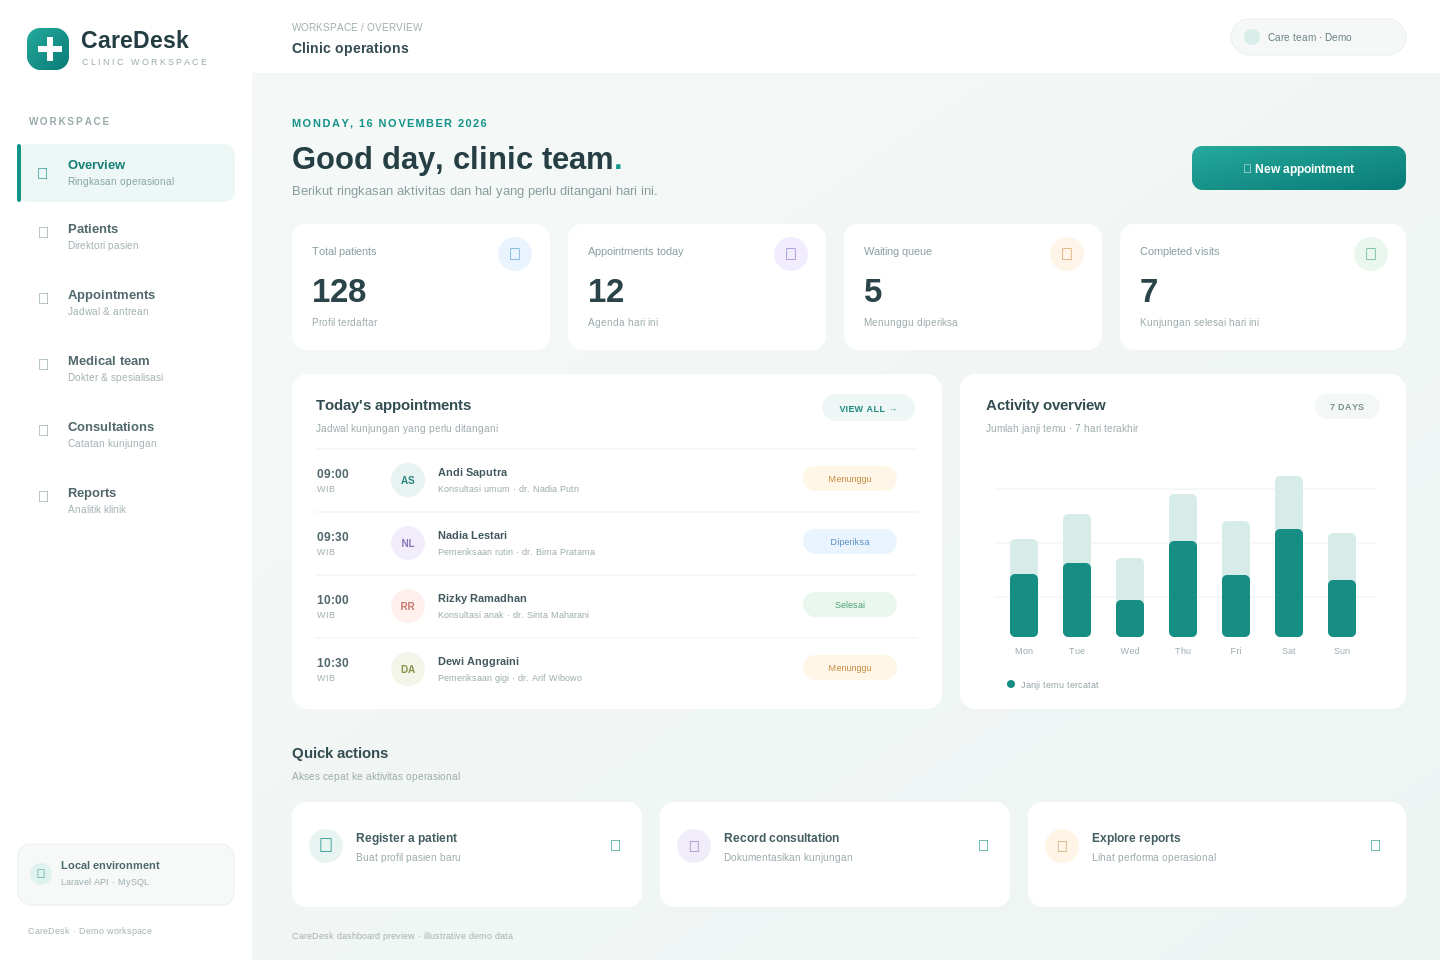 CareDesk
CLINIC WORKSPACE
WORKSPACE
Overview
Ringkasan operasional
Patients
Direktori pasien
Appointments
Jadwal & antrean
Medical team
Dokter & spesialisasi
Consultations
Catatan kunjungan
Reports
Analitik klinik
Local environment
Laravel API · MySQL
CareDesk · Demo workspace
WORKSPACE / OVERVIEW
Clinic operations
Care team · Demo
MONDAY, 16 NOVEMBER 2026
Good day, clinic team.
Berikut ringkasan aktivitas dan hal yang perlu ditangani hari ini.
New appointment
Total patients
128
Profil terdaftar
Appointments today
12
Agenda hari ini
Waiting queue
5
Menunggu diperiksa
Completed visits
7
Kunjungan selesai hari ini
Today's appointments
Jadwal kunjungan yang perlu ditangani
VIEW ALL →
09:00
WIB
AS
Andi Saputra
Konsultasi umum · dr. Nadia Putri
Menunggu
09:30
WIB
NL
Nadia Lestari
Pemeriksaan rutin · dr. Bima Pratama
Diperiksa
10:00
WIB
RR
Rizky Ramadhan
Konsultasi anak · dr. Sinta Maharani
Selesai
10:30
WIB
DA
Dewi Anggraini
Pemeriksaan gigi · dr. Arif Wibowo
Menunggu
Activity overview
Jumlah janji temu · 7 hari terakhir
7 DAYS
Mon Tue Wed Thu Fri Sat Sun
Janji temu tercatat
Quick actions
Akses cepat ke aktivitas operasional
Register a patient
Buat profil pasien baru
Record consultation
Dokumentasikan kunjungan
Explore reports
Lihat performa operasional
CareDesk dashboard preview · illustrative demo data